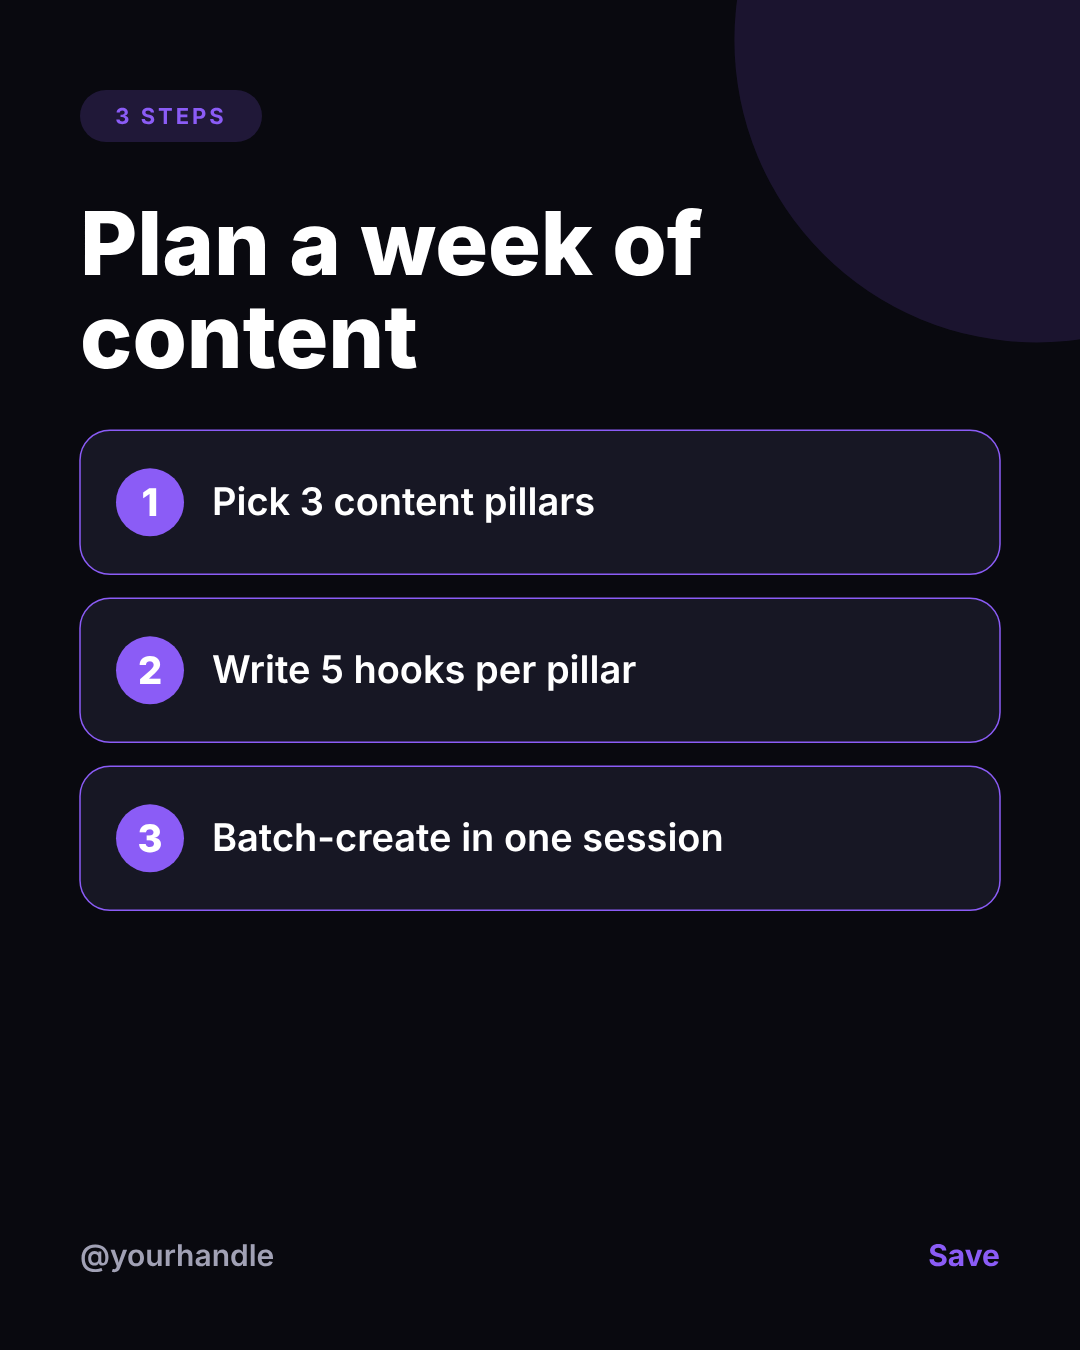 3 STEPS
Plan a week of
content
1 Pick 3 content pillars
2 Write 5 hooks per pillar
3 Batch-create in one session
@yourhandle Save